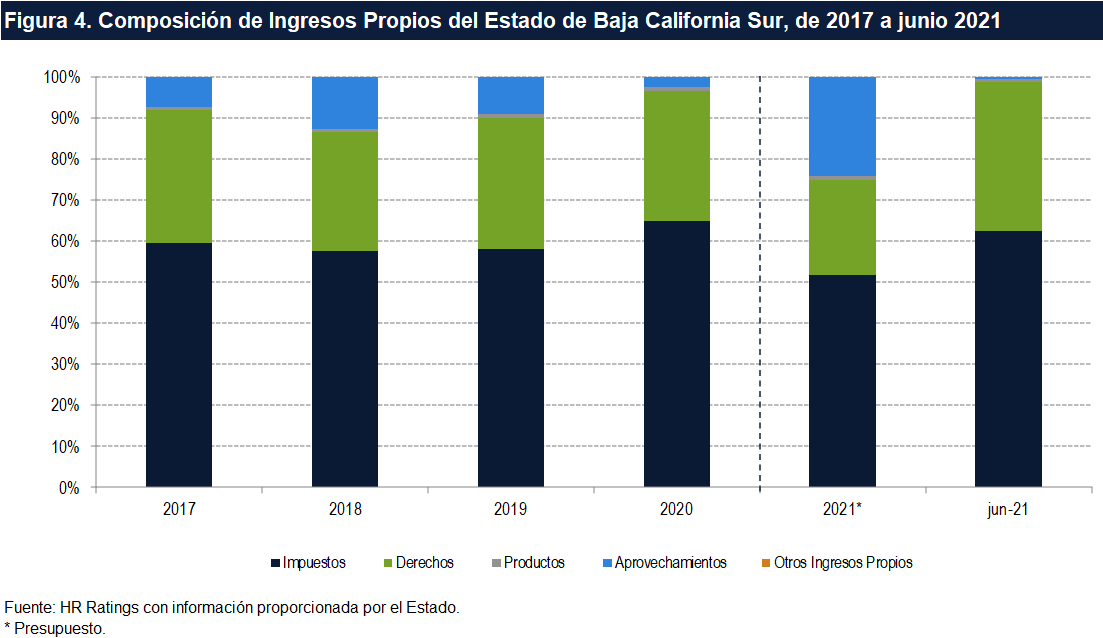 Figura 4. Composición de Ingresos Propios del Estado de Baja California Sur, de 2017 a junio 2021
100%
90%
80%
70%
60%
50%
40%
30%
20%
10%
0%
2017 2018 2019 2020 2021* jun-21
Impuestos Derechos Productos Aprovechamientos Otros Ingresos Propios
Fuente: HR Ratings con información proporcionada por el Estado.
* Presupuesto.